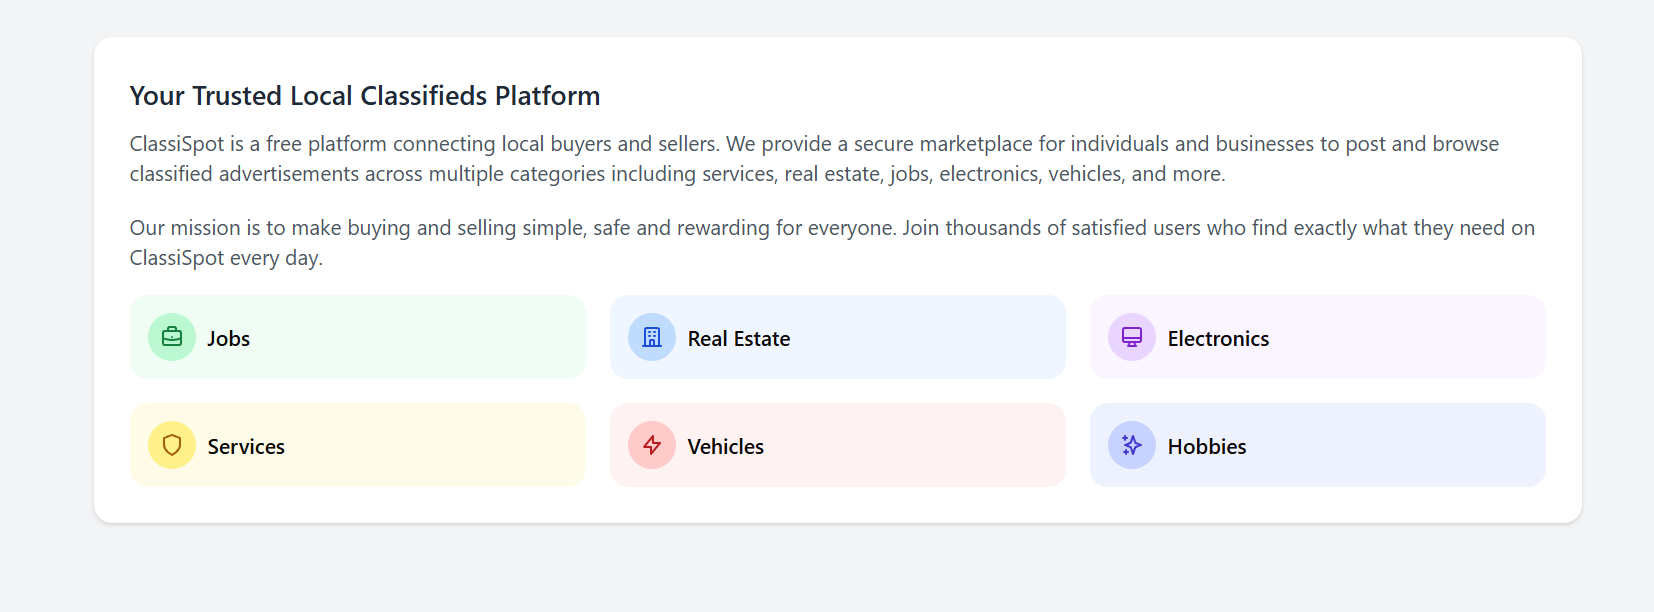 Your Trusted Local Classifieds Platform
ClassiSpot is a free platform connecting local buyers and sellers. We provide a secure marketplace for individuals and businesses to post and browse
classified advertisements across multiple categories including services, real estate, jobs, electronics, vehicles, and more.
Our mission is to make buying and selling simple, safe and rewarding for everyone. Join thousands of satisfied users who find exactly what they need on
ClassiSpot every day.
Jobs
Real Estate
Electronics
Services
Vehicles
Hobbies